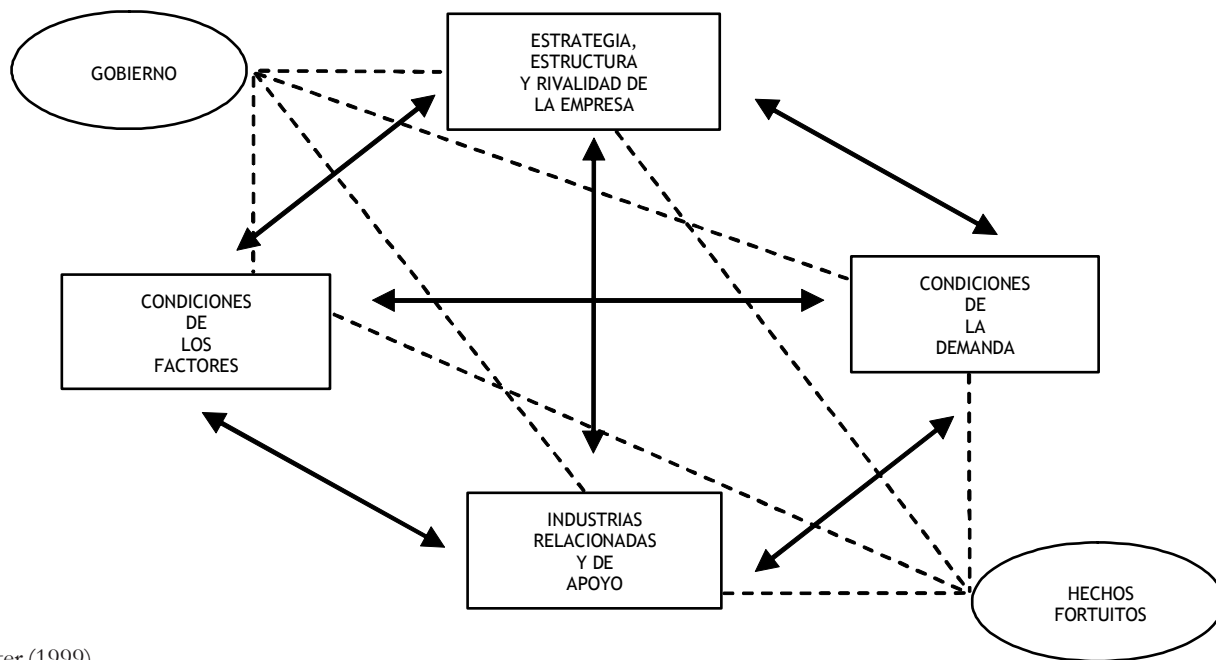 GOBIERNO
ESTRATEGIA,
ESTRUCTURA
Y RIVALIDAD DE
LA EMPRESA
CONDICIONES
DE
LOS
FACTORES
CONDICIONES
DE
LA
DEMANDA
INDUSTRIAS
RELACIONADAS
Y DE
APOYO
HECHOS
FORTUITOS
(1999)